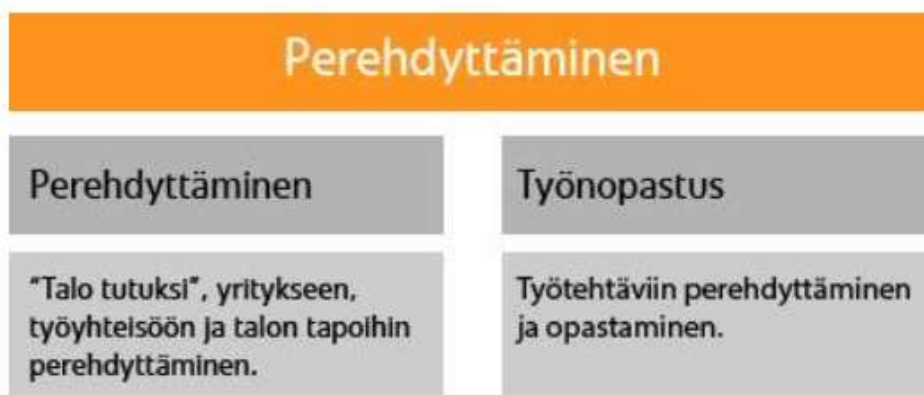 Perehdyttäminen
Perehdyttäminen
"Talo tutuksi", yritykseen,
työyhteisöön ja talon tapoihin
perehdyttäminen.
Työnopastus
Työtehtäviin perehdyttäminen
ja opastaminen.